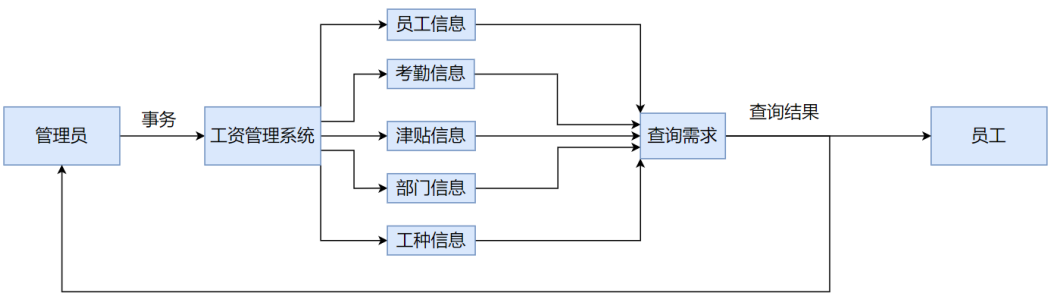 员工信息
考勤信息
管理员
事务
工资管理系统
津贴信息
查询需求
查询结果
员工
部门信息
工种信息